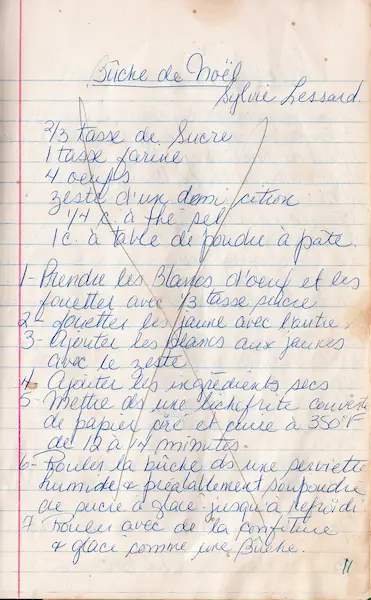 Bûche de Noël
Sylvie Lessard
2/3 tasse de sucre
1 tasse farine
4 oeufs
zeste d'un demi citron
1/4 c. à thé sel
1 c. à table de poudre à pâte.
1- Prendre les Blancs d'oeuf et les
fouetter avec 1/3 tasse sucre
2- fouetter les jaune avec l'autre.
3- ajouter les blancs aux jaunes
avec le zeste
4. Ajouter les ingrédients secs
5- Mettre ds une lichefrite couverte
de papier ciré et cuire à 350°F
de 12 à 14 minutes.
6- Rouler la bûche ds une serviette
humide & préalablement soupoudré
de sucre à glacé jusqu'à refroidi.
7. Rouler avec de la confiture
& glacé comme une Bûche.
11